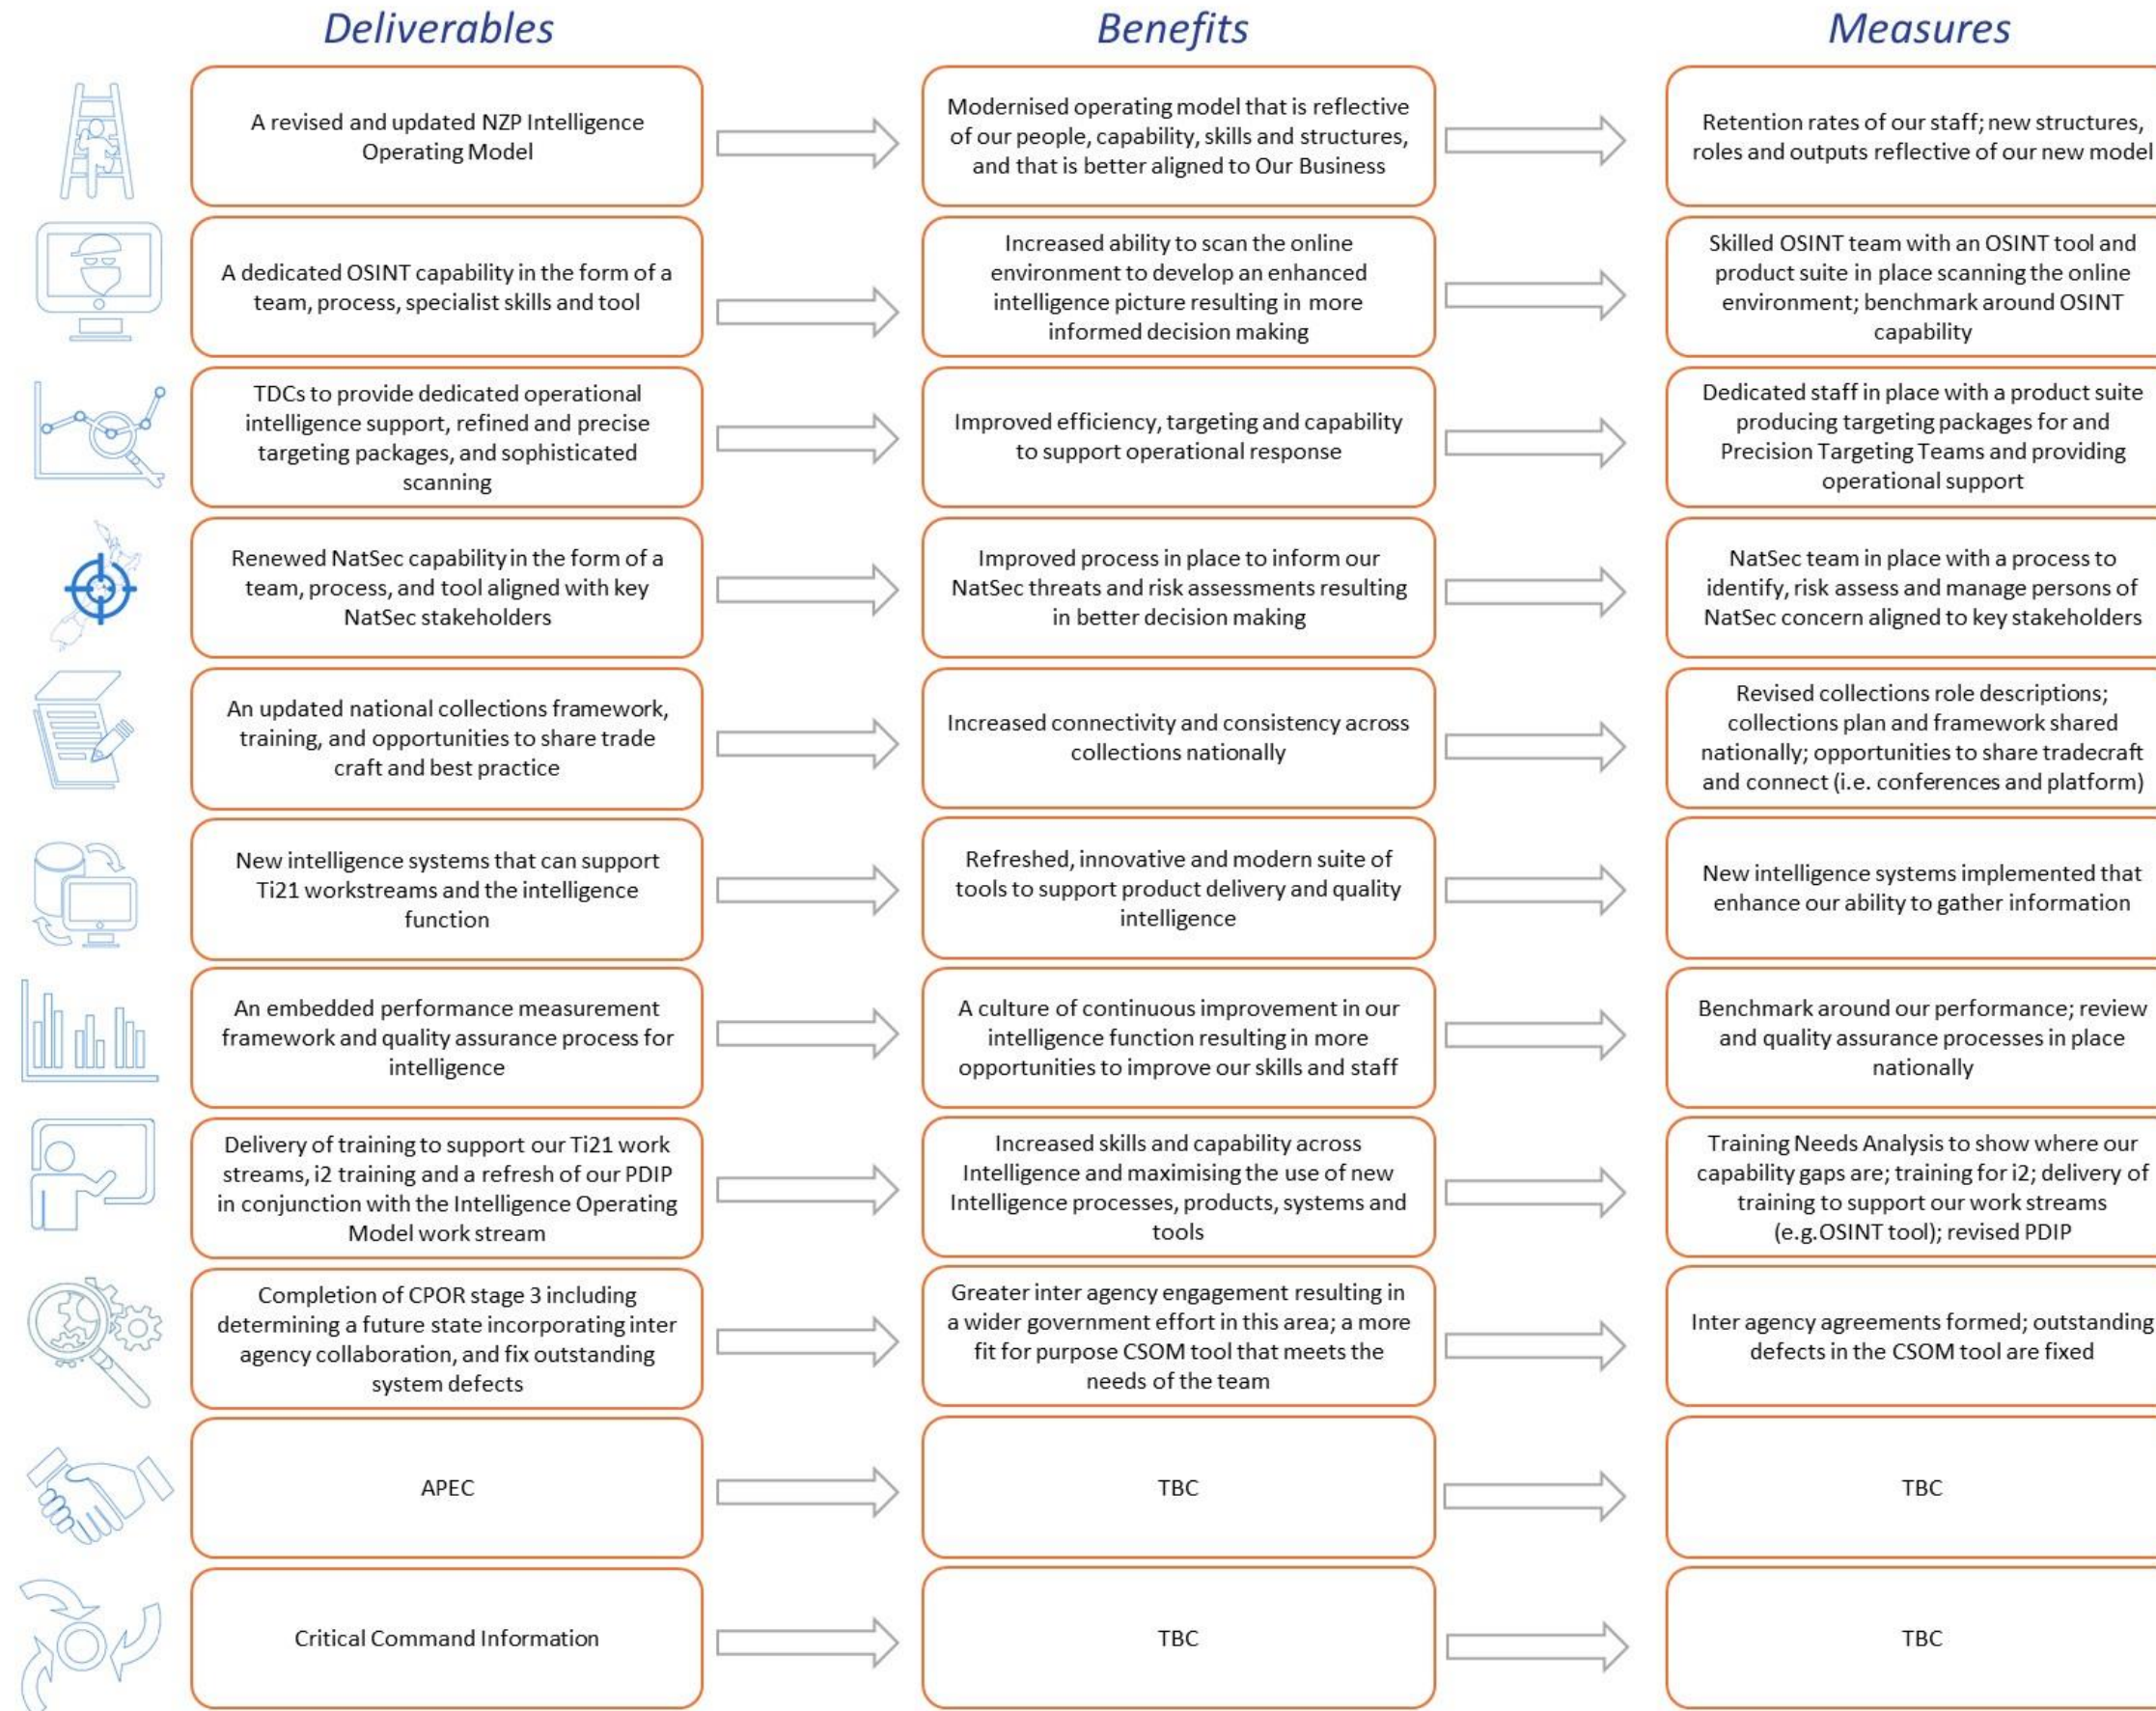 Deliverables
Benefits
Measures
A revised and updated NZP Intelligence
Operating Model
Modernised operating model that is reflective
of our people, capability, skills and structures,
and that is better aligned to Our Business
Retention rates of our staff; new structures,
roles and outputs reflective of our new model
A dedicated OSINT capability in the form of a
team, process, specialist skills and tool
Increased ability to scan the online
environment to develop an enhanced
intelligence picture resulting in more
informed decision making
Skilled OSINT team with an OSINT tool and
product suite in place scanning the online
environment; benchmark around OSINT
capability
TDCs to provide dedicated operational
intelligence support, refined and precise
targeting packages, and sophisticated
scanning
Improved efficiency, targeting and capability
to support operational response
Dedicated staff in place with a product suite
producing targeting packages for and
Precision Targeting Teams and providing
operational support
Renewed NatSec capability in the form of a
team, process, and tool aligned with key
NatSec stakeholders
Improved process in place to inform our
NatSec threats and risk assessments resulting
in better decision making
NatSec team in place with a process to
identify, risk assess and manage persons of
NatSec concern aligned to key stakeholders
An updated national collections framework,
training, and opportunities to share trade
craft and best practice
Increased connectivity and consistency across
collections nationally
Revised collections role descriptions;
collections plan and framework shared
nationally; opportunities to share tradecraft
and connect (i.e. conferences and platform)
New intelligence systems that can support
Ti21 workstreams and the intelligence
function
Refreshed, innovative and modern suite of
tools to support product delivery and quality
intelligence
New intelligence systems implemented that
enhance our ability to gather information
An embedded performance measurement
framework and quality assurance process for
intelligence
A culture of continuous improvement in our
intelligence function resulting in more
opportunities to improve our skills and staff
Benchmark around our performance; review
and quality assurance processes in place
nationally
Delivery of training to support our Ti21 work
streams, i2 training and a refresh of our PDIP
in conjunction with the Intelligence Operating
Model work stream
Increased skills and capability across
Intelligence and maximising the use of new
Intelligence processes, products, systems and
tools
Training Needs Analysis to show where our
capability gaps are; training for i2; delivery of
training to support our work streams
(e.g.OSINT tool); revised PDIP
Completion of CPOR stage 3 including
determining a future state incorporating inter
agency collaboration, and fix outstanding
system defects
Greater inter agency engagement resulting in
a wider government effort in this area; a more
fit for purpose CSOM tool that meets the
needs of the team
Inter agency agreements formed; outstanding
defects in the CSOM tool are fixed
APEC
TBC
TBC
Critical Command Information
TBC
TBC